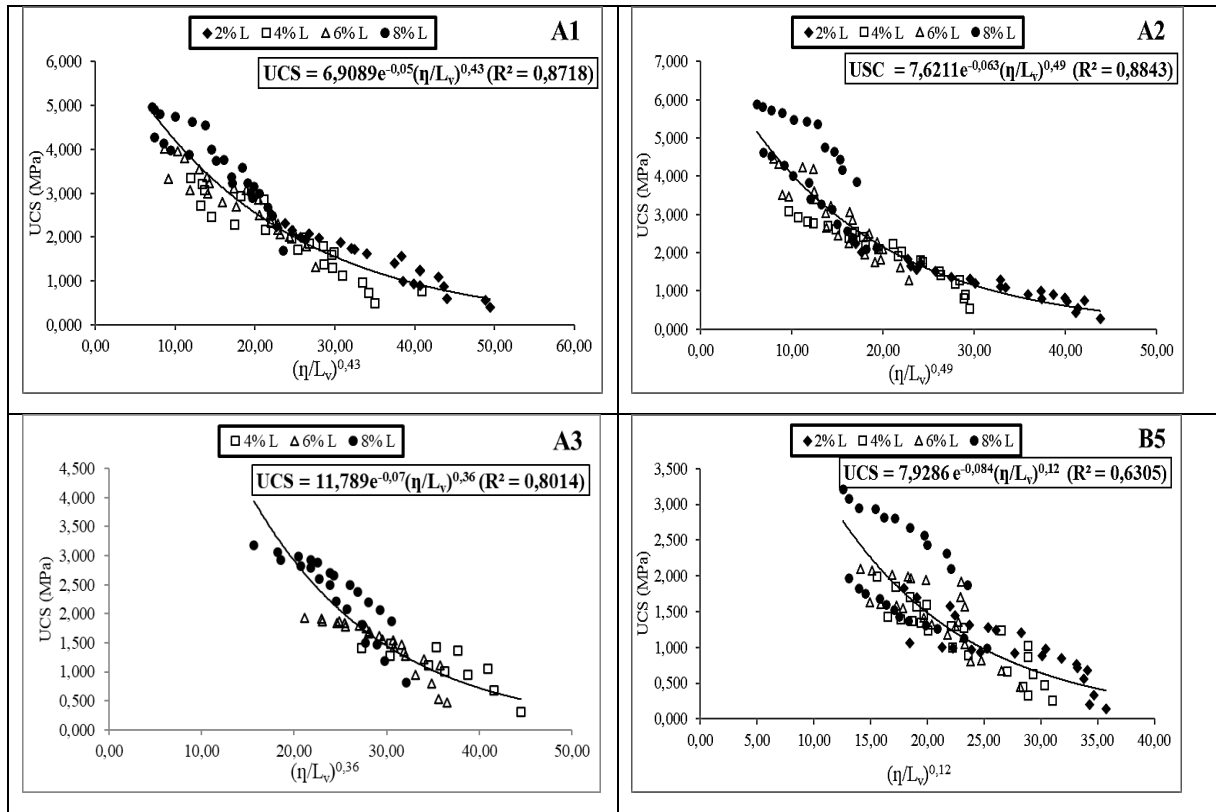 ◆ 2% L □ 4% L △ 6% L ● 8% L
A1
UCS = 6,9089e^-0,05(η/Lv)^0,43 (R² = 0,8718)
6,000
5,000
4,000
3,000
2,000
1,000
0,000
UCS (MPa)
0,00 10,00 20,00 30,00 40,00 50,00 60,00
(η/Lv)^0,43
◆ 2% L □ 4% L △ 6% L ● 8% L
A2
USC = 7,6211e^-0,063(η/Lv)^0,49 (R² = 0,8843)
7,000
6,000
5,000
4,000
3,000
2,000
1,000
0,000
UCS (MPa)
0,00 10,00 20,00 30,00 40,00 50,00
(η/Lv)^0,49
□ 4% L △ 6% L ● 8% L
A3
UCS = 11,789e^-0,07(η/Lv)^0,36 (R² = 0,8014)
4,500
4,000
3,500
3,000
2,500
2,000
1,500
1,000
0,500
0,000
UCS (MPa)
0,00 10,00 20,00 30,00 40,00 50,00
(η/Lv)^0,36
◆ 2% L □ 4% L △ 6% L ● 8% L
B5
UCS = 7,9286 e^-0,084(η/Lv)^0,12 (R² = 0,6305)
3,500
3,000
2,500
2,000
1,500
1,000
0,500
0,000
UCS (MPa)
0,00 5,00 10,00 15,00 20,00 25,00 30,00 35,00 40,00
(η/Lv)^0,12